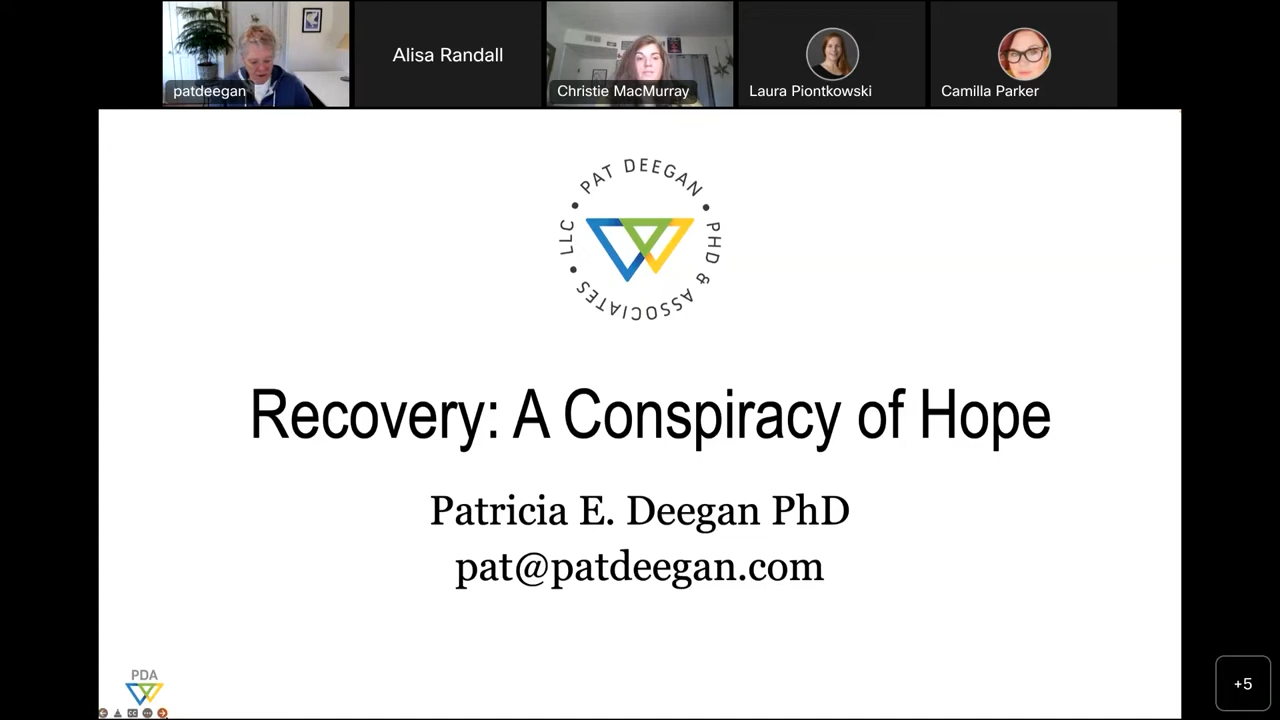 patdeegan
Alisa Randall
Christie MacMurray
Laura Piontkowski
Camilla Parker
PAT DEEGAN • PHD & ASSOCIATES • LLC •
Recovery: A Conspiracy of Hope
Patricia E. Deegan PhD
pat@patdeegan.com
PDA
CC
+5